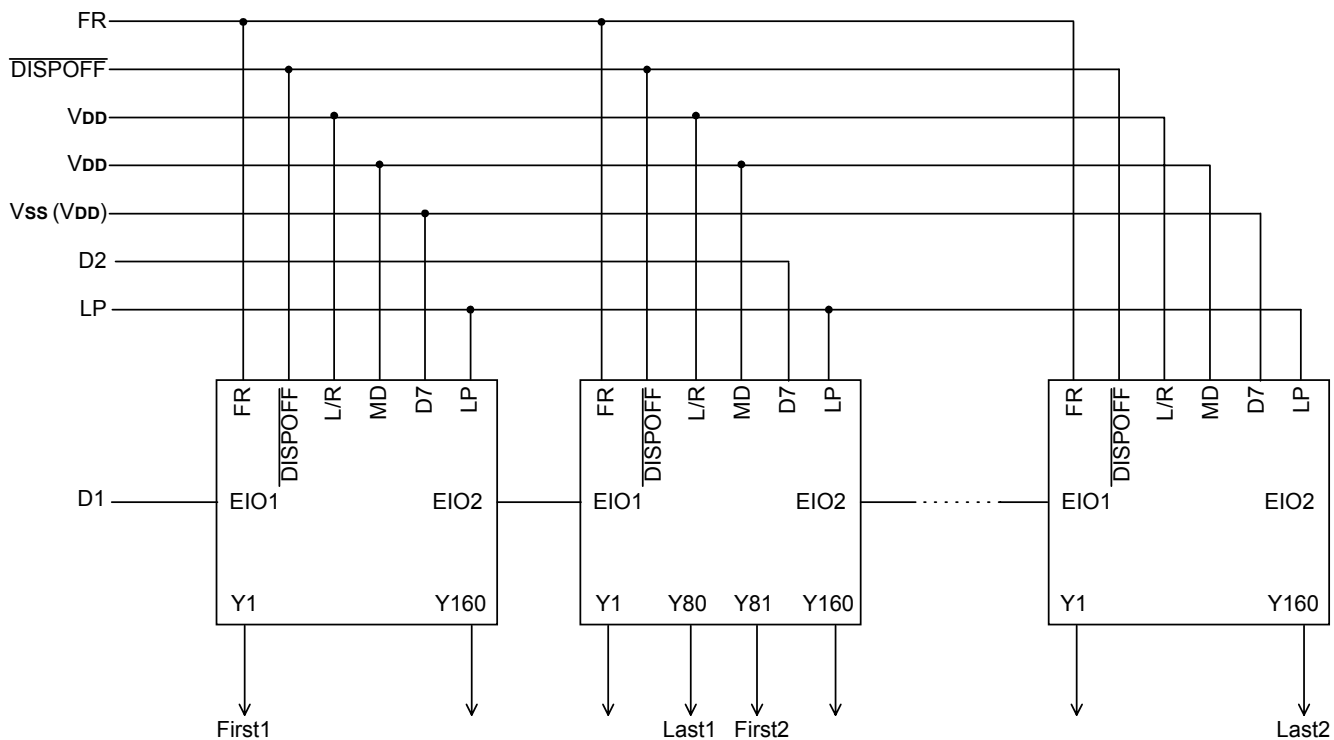 FR
DISPOFF
VDD
VDD
VSS (VDD)
D2
LP
FR DISPOFF L/R MD D7 LP
FR DISPOFF L/R MD D7 LP
FR DISPOFF L/R MD D7 LP
D1 EIO1 EIO2 EIO1 EIO2 EIO1 EIO2
Y1 Y160 Y1 Y80 Y81 Y160 Y1 Y160
First1 Last1 First2 Last2